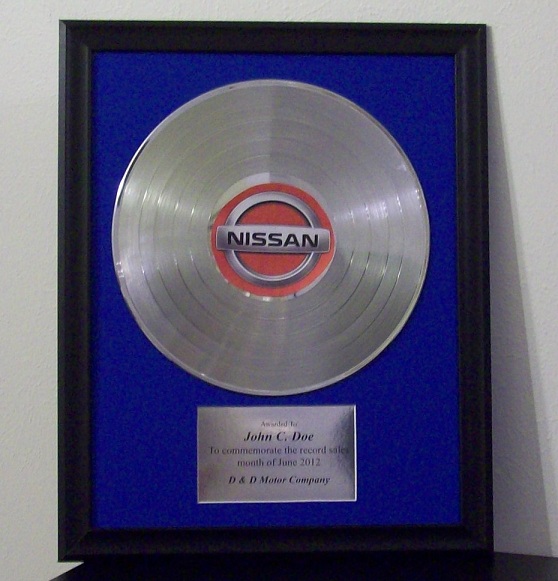 NISSAN
Awarded To:
John C. Doe
To commemorate the record sales
month of June 2012
D & D Motor Company